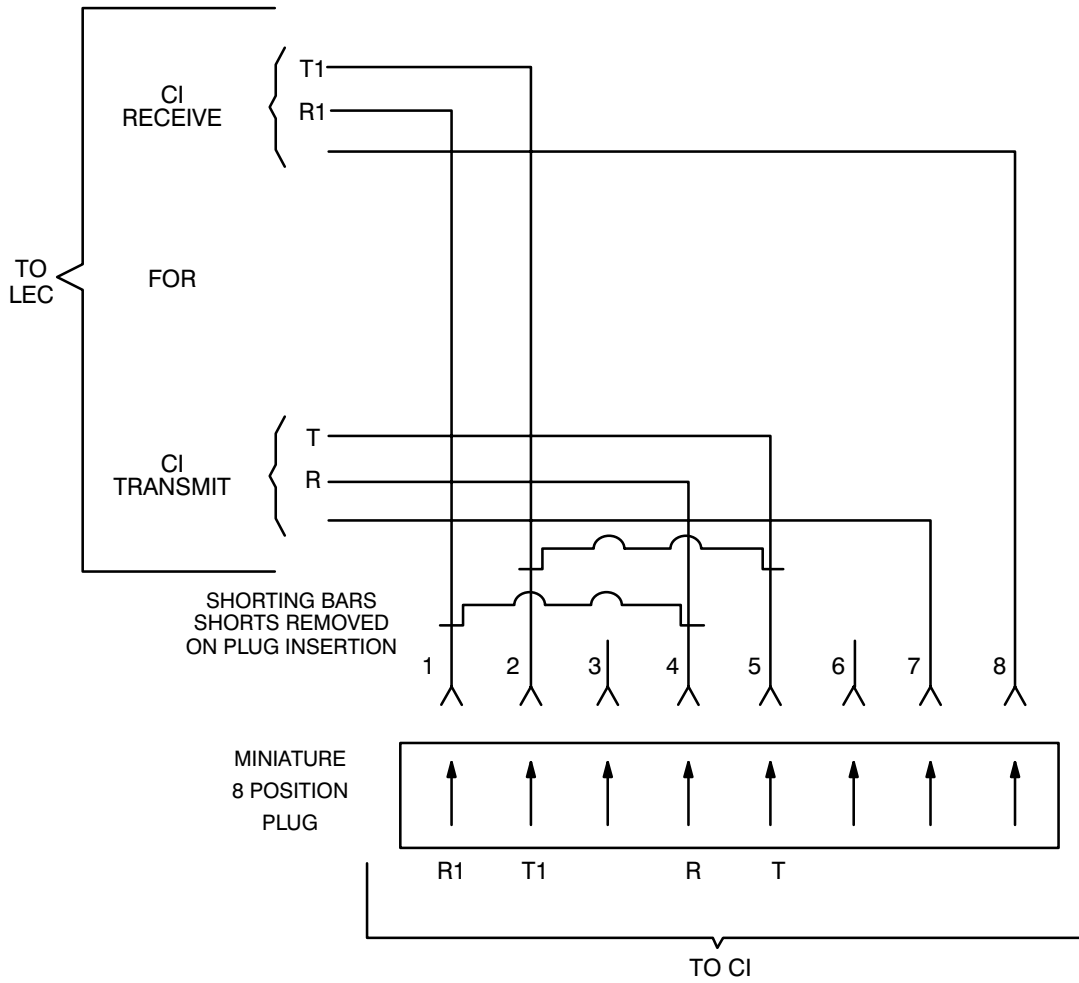 T1
CI
RECEIVE
R1
TO
LEC
FOR
T
CI
TRANSMIT
R
SHORTING BARS
SHORTS REMOVED
ON PLUG INSERTION
1 2 3 4 5 6 7 8
MINIATURE
8 POSITION
PLUG
R1 T1 R T
TO CI